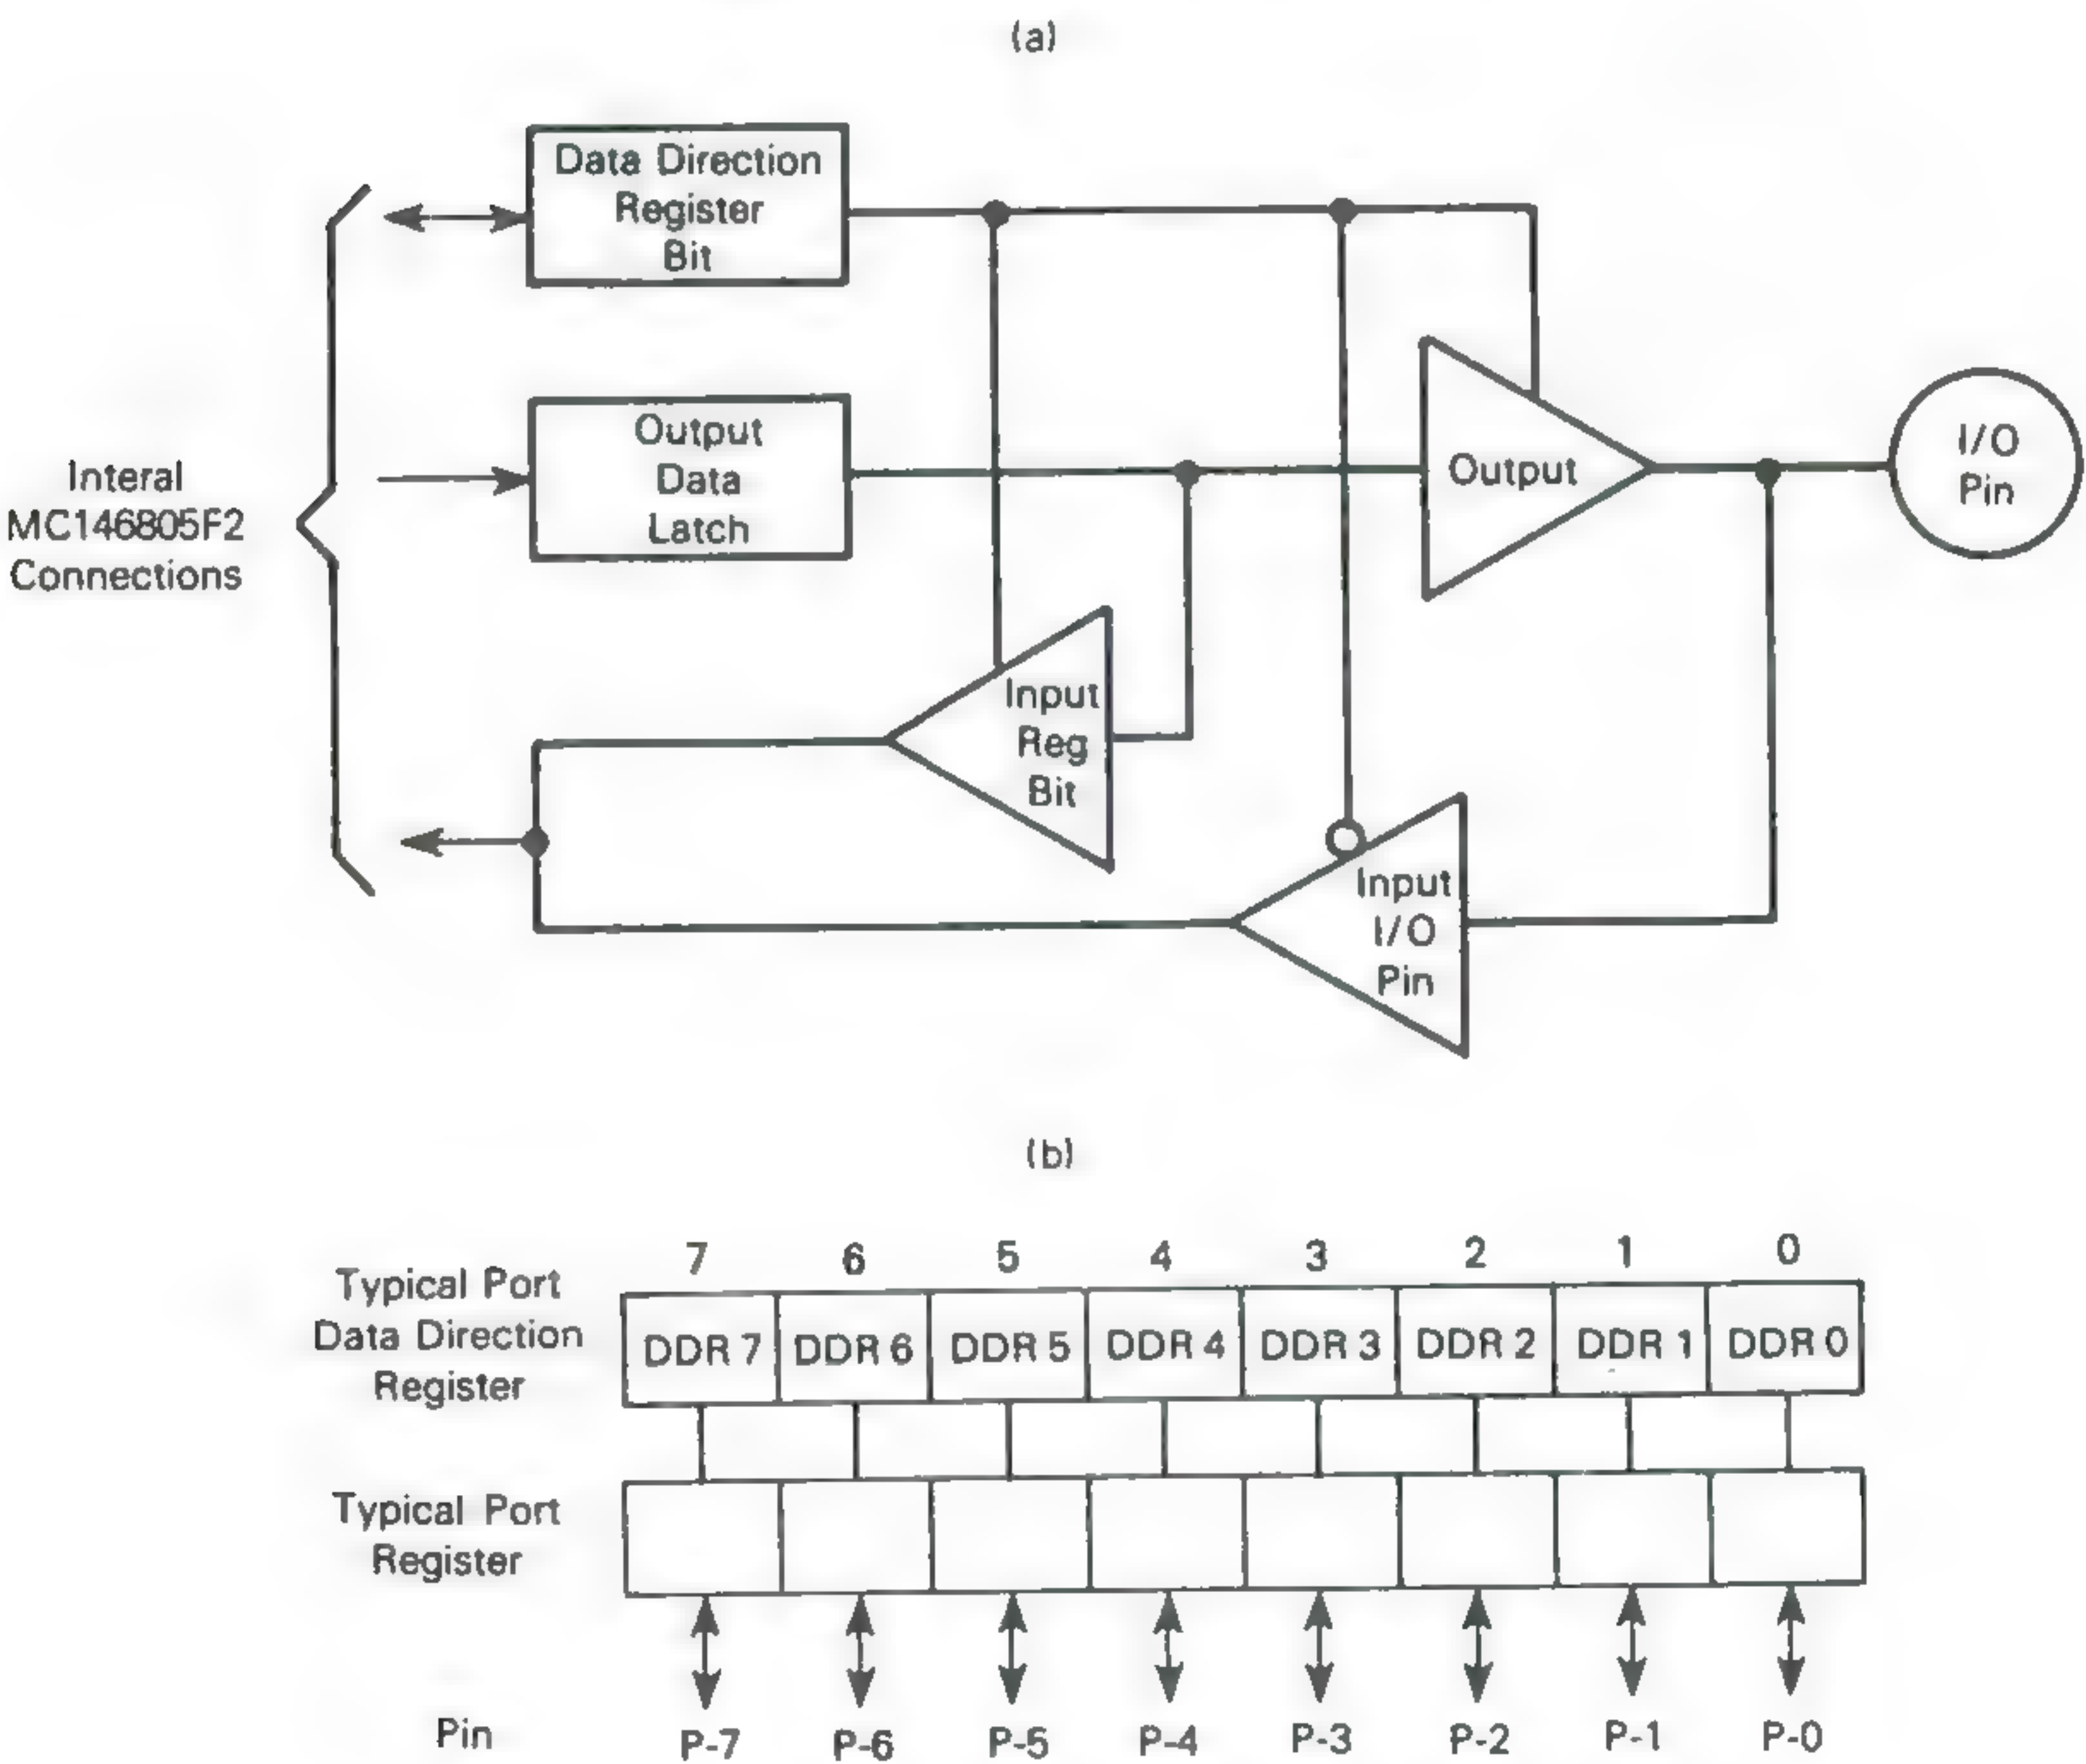 (a)
Data Direction
Register
Bit
Output
Data
Latch
Interal
MC146805F2
Connections
Output
I/O
Pin
Input
Reg
Bit
Input
I/O
Pin
(b)
7 6 5 4 3 2 1 0
Typical Port
Data Direction
Register
DDR 7 DDR 6 DDR 5 DDR 4 DDR 3 DDR 2 DDR 1 DDR 0
Typical Port
Register
Pin P-7 P-6 P-5 P-4 P-3 P-2 P-1 P-0